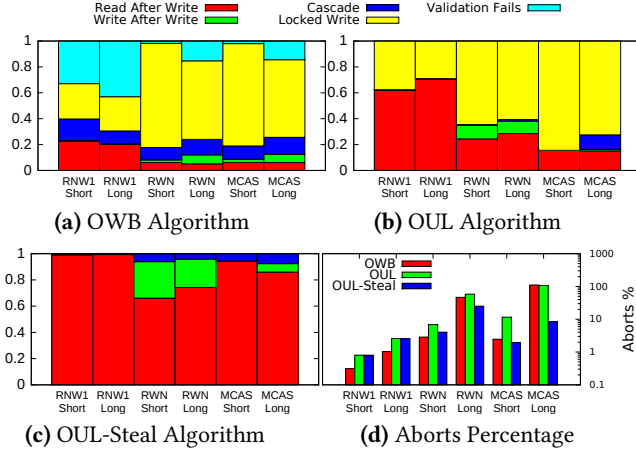 Read After Write
Write After Write
Cascade
Locked Write
Validation Fails
1
0.8
0.6
0.4
0.2
0
RNW1 Short
RNW1 Long
RWN Short
RWN Long
MCAS Short
MCAS Long
(a) OWB Algorithm
1
0.8
0.6
0.4
0.2
0
RNW1 Short
RNW1 Long
RWN Short
RWN Long
MCAS Short
MCAS Long
(b) OUL Algorithm
1
0.8
0.6
0.4
0.2
0
RNW1 Short
RNW1 Long
RWN Short
RWN Long
MCAS Short
MCAS Long
(c) OUL-Steal Algorithm
OWB
OUL
OUL-Steal
1000
100
10
1
0.1
Aborts %
RNW1 Short
RNW1 Long
RWN Short
RWN Long
MCAS Short
MCAS Long
(d) Aborts Percentage